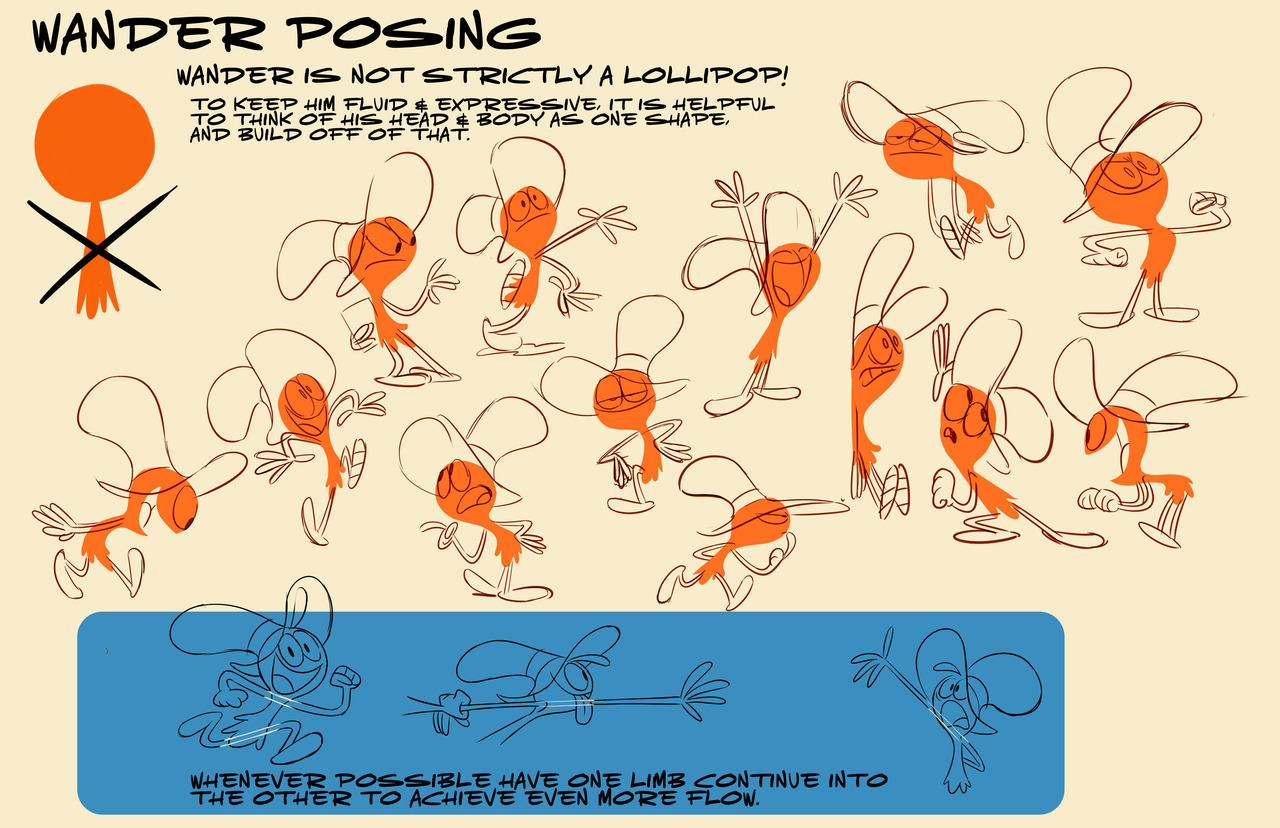 WANDER POSING
WANDER IS NOT STRICTLY A LOLLIPOP!
TO KEEP HIM FLUID & EXPRESSIVE, IT IS HELPFUL
TO THINK OF HIS HEAD & BODY AS ONE SHAPE,
AND BUILD OFF OF THAT.
WHENEVER POSSIBLE HAVE ONE LIMB CONTINUE INTO
THE OTHER TO ACHIEVE EVEN MORE FLOW.